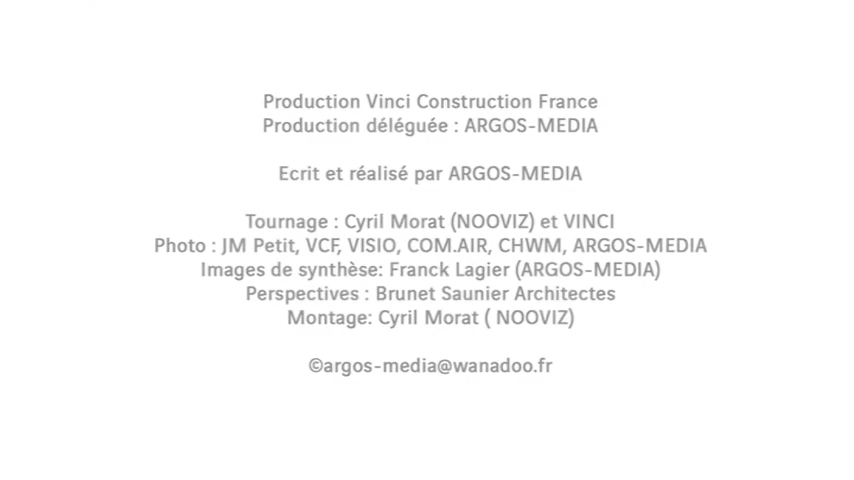 Production Vinci Construction France
Production déléguée : ARGOS-MEDIA
Ecrit et réalisé par ARGOS-MEDIA
Tournage : Cyril Morat (NOOVIZ) et VINCI
Photo : JM Petit, VCF, VISIO, COM.AIR, CHWM, ARGOS-MEDIA
Images de synthèse: Franck Lagier (ARGOS-MEDIA)
Perspectives : Brunet Saunier Architectes
Montage: Cyril Morat ( NOOVIZ)
©argos-media@wanadoo.fr